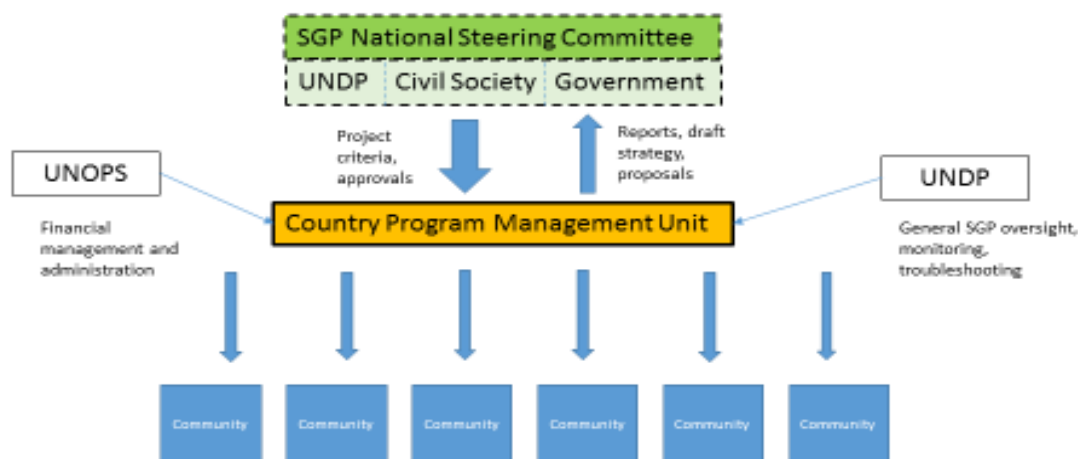 SGP National Steering Committee
UNDP
Civil Society
Government
Project
criteria,
approvals
Reports, draft
strategy,
proposals
UNOPS
UNDP
Country Program Management Unit
Financial
management and
administration
General SGP oversight,
monitoring,
troubleshooting
Community
Community
Community
Community
Community
Community